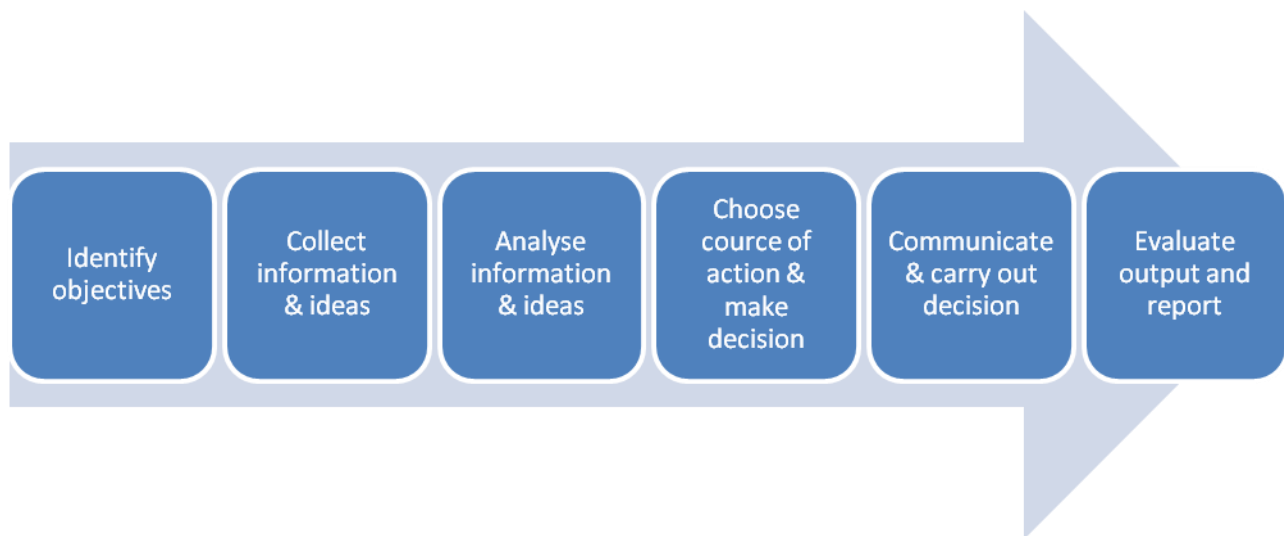 Identify
objectives
Collect
information
& ideas
Analyse
information
& ideas
Choose
cource of
action &
make
decision
Communicate
& carry out
decision
Evaluate
output and
report